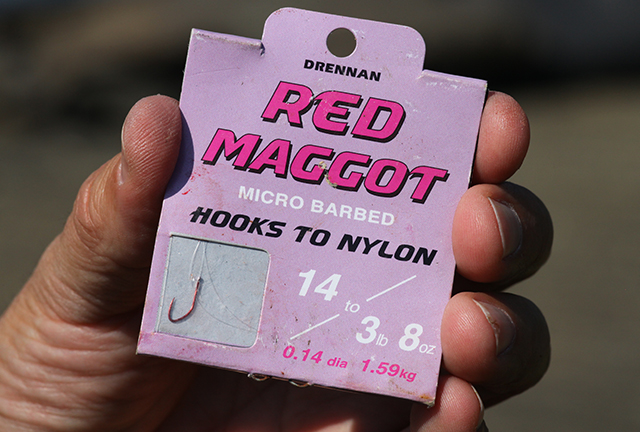 DRENNAN
RED
MAGGOT
MICRO BARBED
HOOKS TO NYLON
14 to
3lb 8oz
0.14 dia 1.59kg